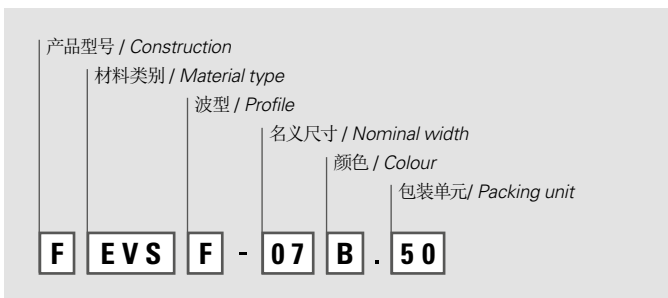 产品型号 / Construction
材料类别 / Material type
波型 / Profile
名义尺寸 / Nominal width
颜色 / Colour
包装单元/ Packing unit
F EVS F - 07 B . 50